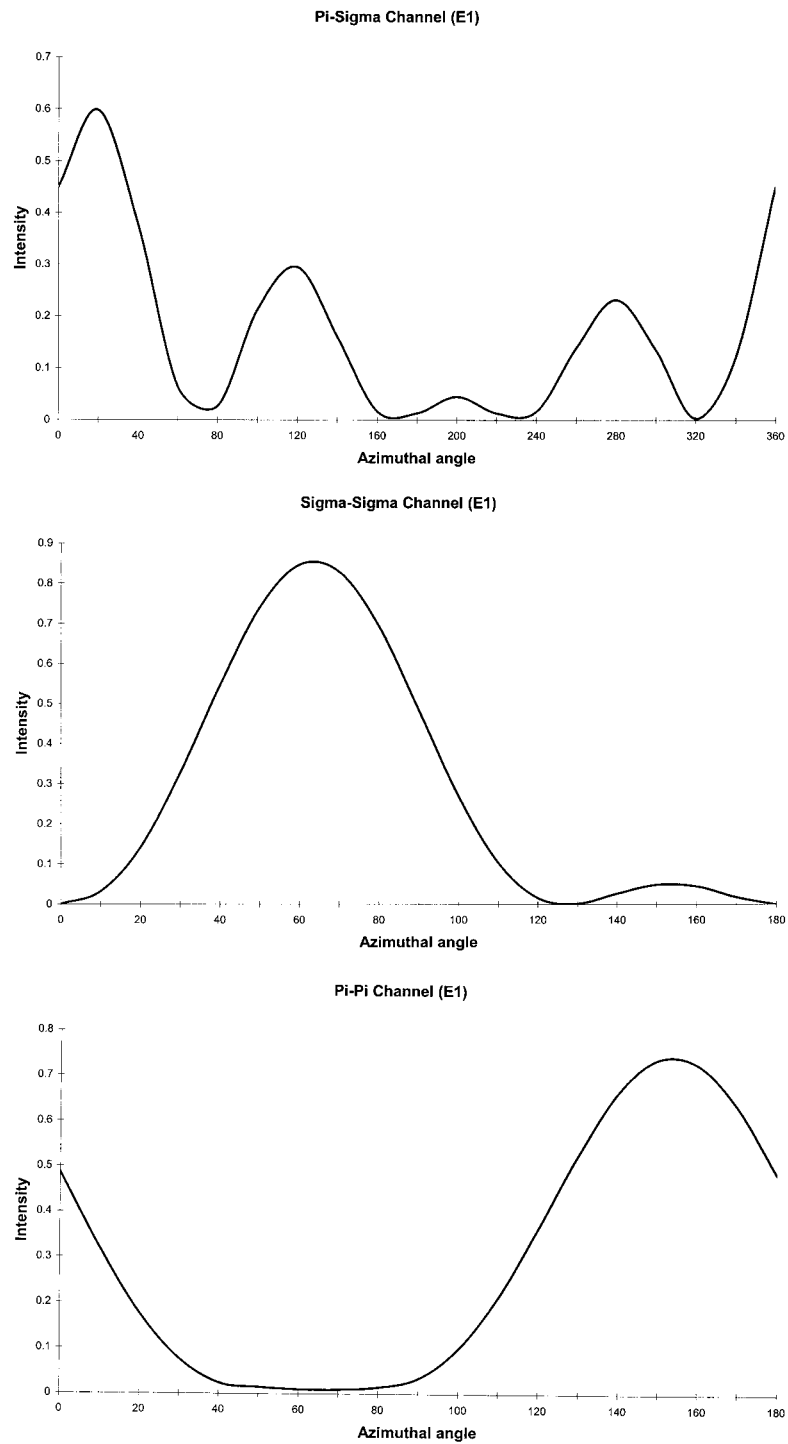 Pi-Sigma Channel (E1)
0.7
0.6
0.5
0.4
0.3
0.2
0.1
0
Intensity
0 40 80 120 160 200 240 280 320 360
Azimuthal angle
Sigma-Sigma Channel (E1)
0.9
0.8
0.7
0.6
0.5
0.4
0.3
0.2
0.1
0
Intensity
0 20 40 60 80 100 120 140 160 180
Azimuthal angle
Pi-Pi Channel (E1)
0.8
0.7
0.6
0.5
0.4
0.3
0.2
0.1
0
Intensity
0 20 40 60 80 100 120 140 160 180
Azimuthal angle